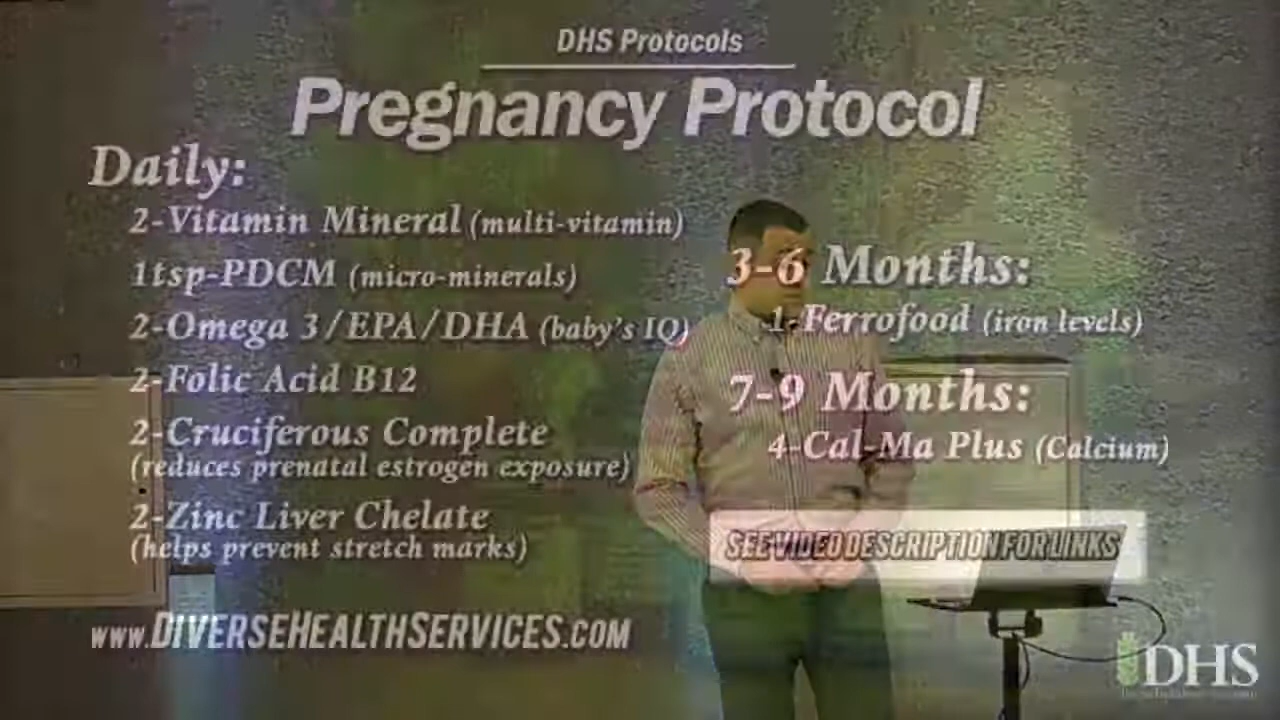 DHS Protocols
Pregnancy Protocol
Daily:
2-Vitamin Mineral (multi-vitamin)
1tsp-PDCM (micro-minerals)
2-Omega 3/EPA/DHA (baby's IQ)
2-Folic Acid B12
2-Cruciferous Complete
(reduces prenatal estrogen exposure)
2-Zinc Liver Chelate
(helps prevent stretch marks)
3-6 Months:
1-Ferrofood (iron levels)
7-9 Months:
4-Cal-Ma Plus (Calcium)
SEE VIDEO DESCRIPTION FOR LINKS
www.DIVERSEHEALTHSERVICES.COM
DHS